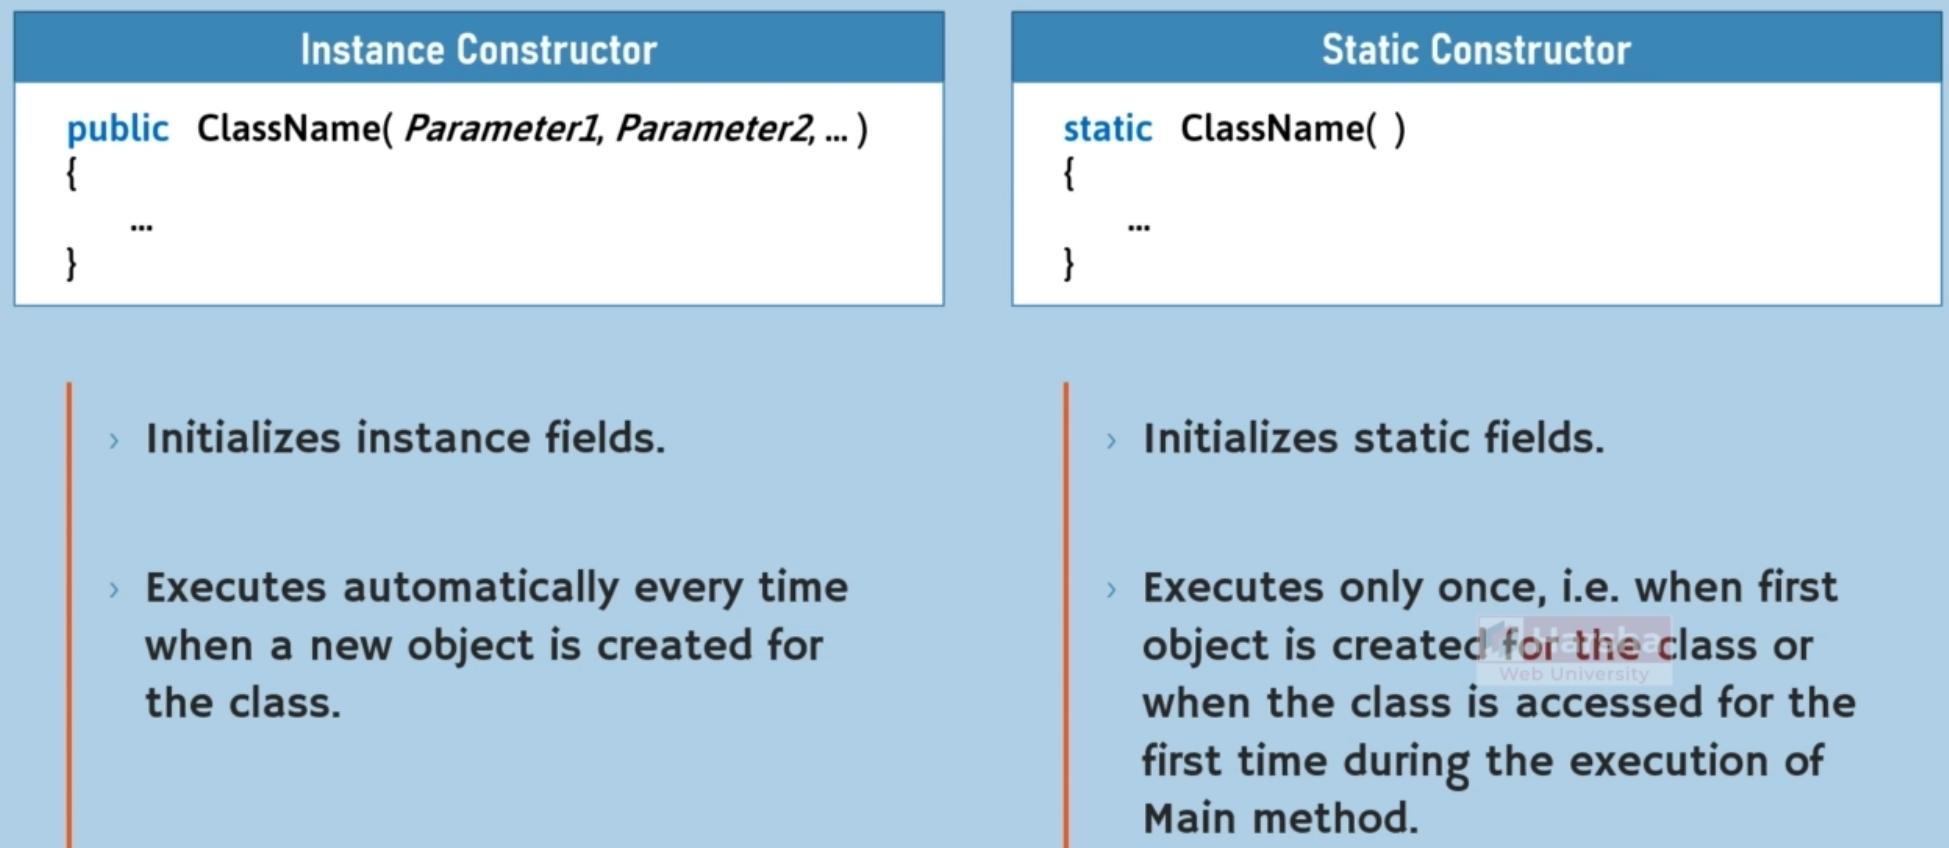 Instance Constructor
public ClassName( Parameter1, Parameter2, ... )
{
...
}
Initializes instance fields.
Executes automatically every time
when a new object is created for
the class.
Static Constructor
static ClassName( )
{
...
}
Initializes static fields.
Executes only once, i.e. when first
object is created for the class or
when the class is accessed for the
first time during the execution of
Main method.
Harsha
Web University